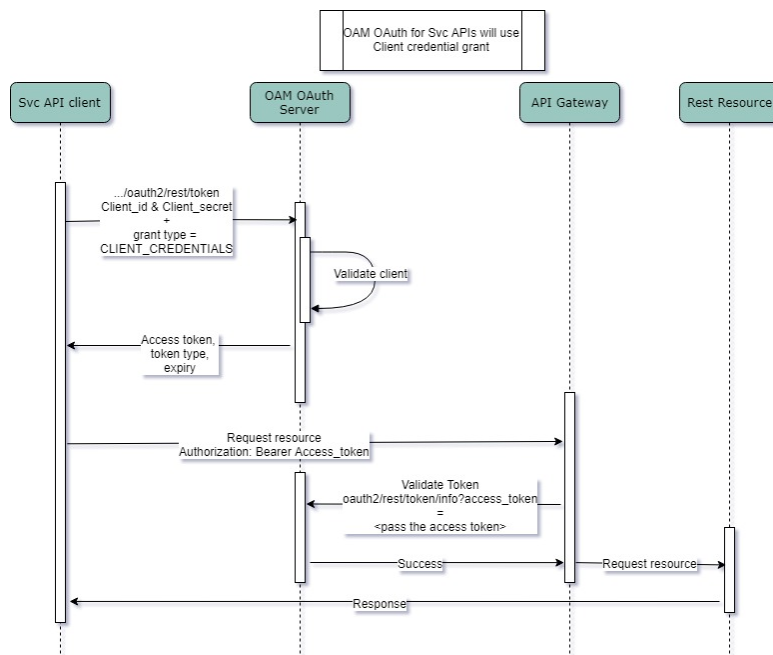 OAM OAuth for Svc APIs will use
Client credential grant
Svc API client
OAM OAuth
Server
API Gateway
Rest Resource
.../oauth2/rest/token
Client_id & Client_secret
+
grant type =
CLIENT_CREDENTIALS
Validate client
Access token,
token type,
expiry
Request resource
Authorization: Bearer Access_token
Validate Token
oauth2/rest/token/info?access_token
=
<pass the access token>
Success
Request resource
Response